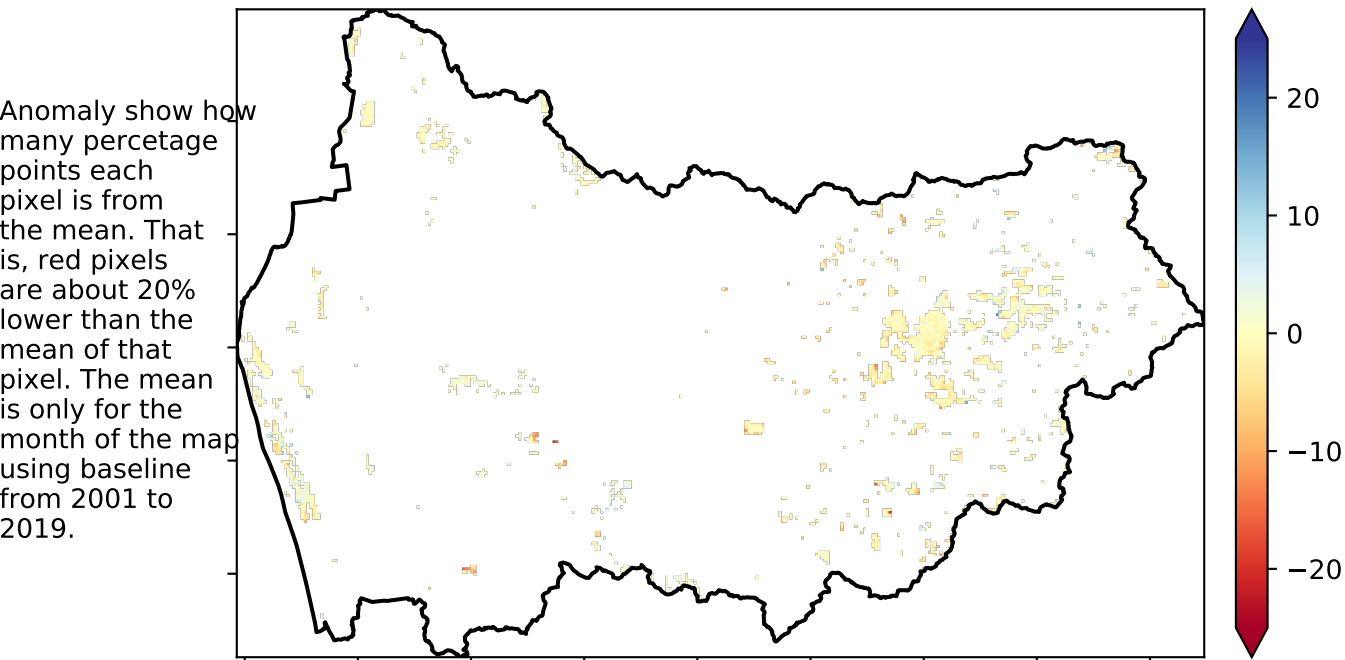 Anomaly show how
many percetage
points each
pixel is from
the mean. That
is, red pixels
are about 20%
lower than the
mean of that
pixel. The mean
is only for the
month of the map
using baseline
from 2001 to
2019.
20
10
0
−10
−20